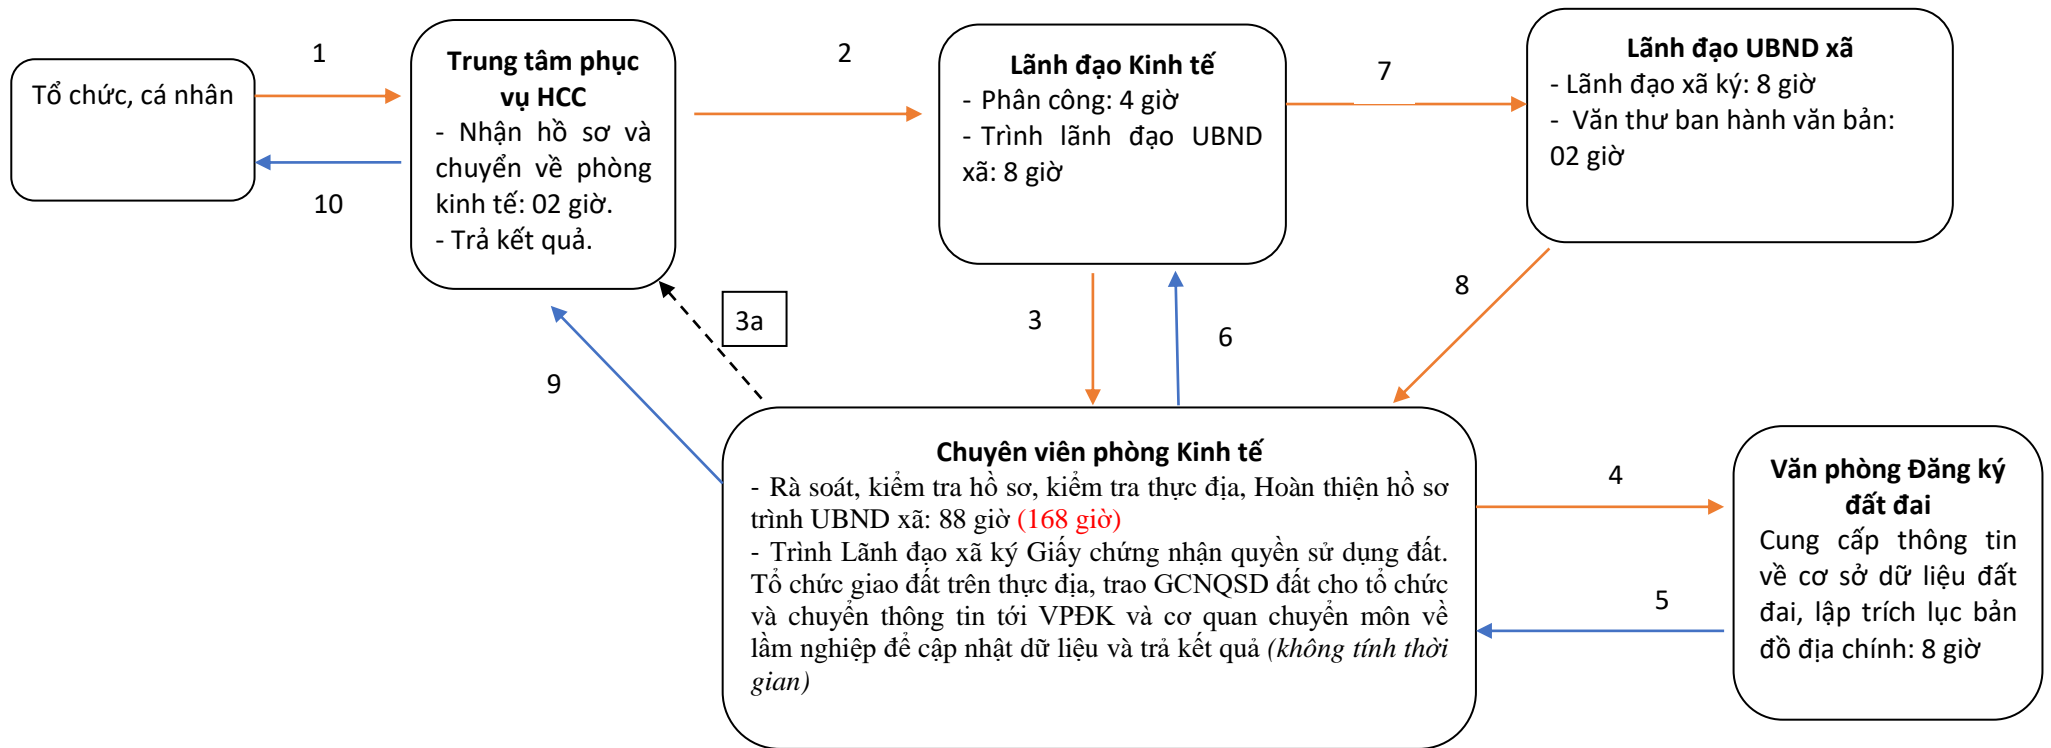 Tổ chức, cá nhân
1
10
Trung tâm phục
vụ HCC
- Nhận hồ sơ và
chuyển về phòng
kinh tế: 02 giờ.
- Trả kết quả.
2
Lãnh đạo Kinh tế
- Phân công: 4 giờ
- Trình lãnh đạo UBND
xã: 8 giờ
7
Lãnh đạo UBND xã
- Lãnh đạo xã ký: 8 giờ
- Văn thư ban hành văn bản:
02 giờ
3a
3
6
8
9
Chuyên viên phòng Kinh tế
- Rà soát, kiểm tra hồ sơ, kiểm tra thực địa, Hoàn thiện hồ sơ
trình UBND xã: 88 giờ (168 giờ)
- Trình Lãnh đạo xã ký Giấy chứng nhận quyền sử dụng đất.
Tổ chức giao đất trên thực địa, trao GCNQSD đất cho tổ chức
và chuyển thông tin tới VPĐK và cơ quan chuyển môn về
lầm nghiệp để cập nhật dữ liệu và trả kết quả (không tính thời
gian)
4
5
Văn phòng Đăng ký
đất đai
Cung cấp thông tin
về cơ sở dữ liệu đất
đai, lập trích lục bản
đồ địa chính: 8 giờ